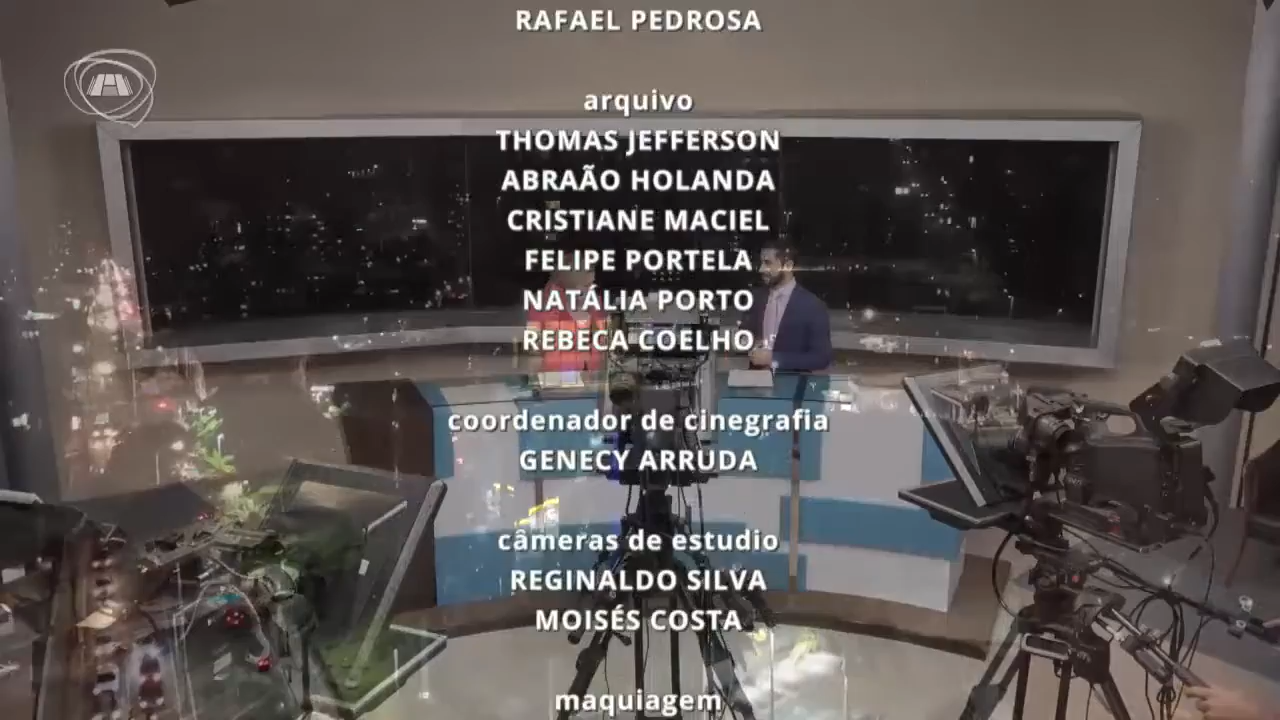 RAFAEL PEDROSA
arquivo
THOMAS JEFFERSON
ABRAÃO HOLANDA
CRISTIANE MACIEL
FELIPE PORTELA
NATÁLIA PORTO
REBECA COELHO
coordenador de cinegrafia
GENECY ARRUDA
câmeras de estudio
REGINALDO SILVA
MOISÉS COSTA
maquiagem